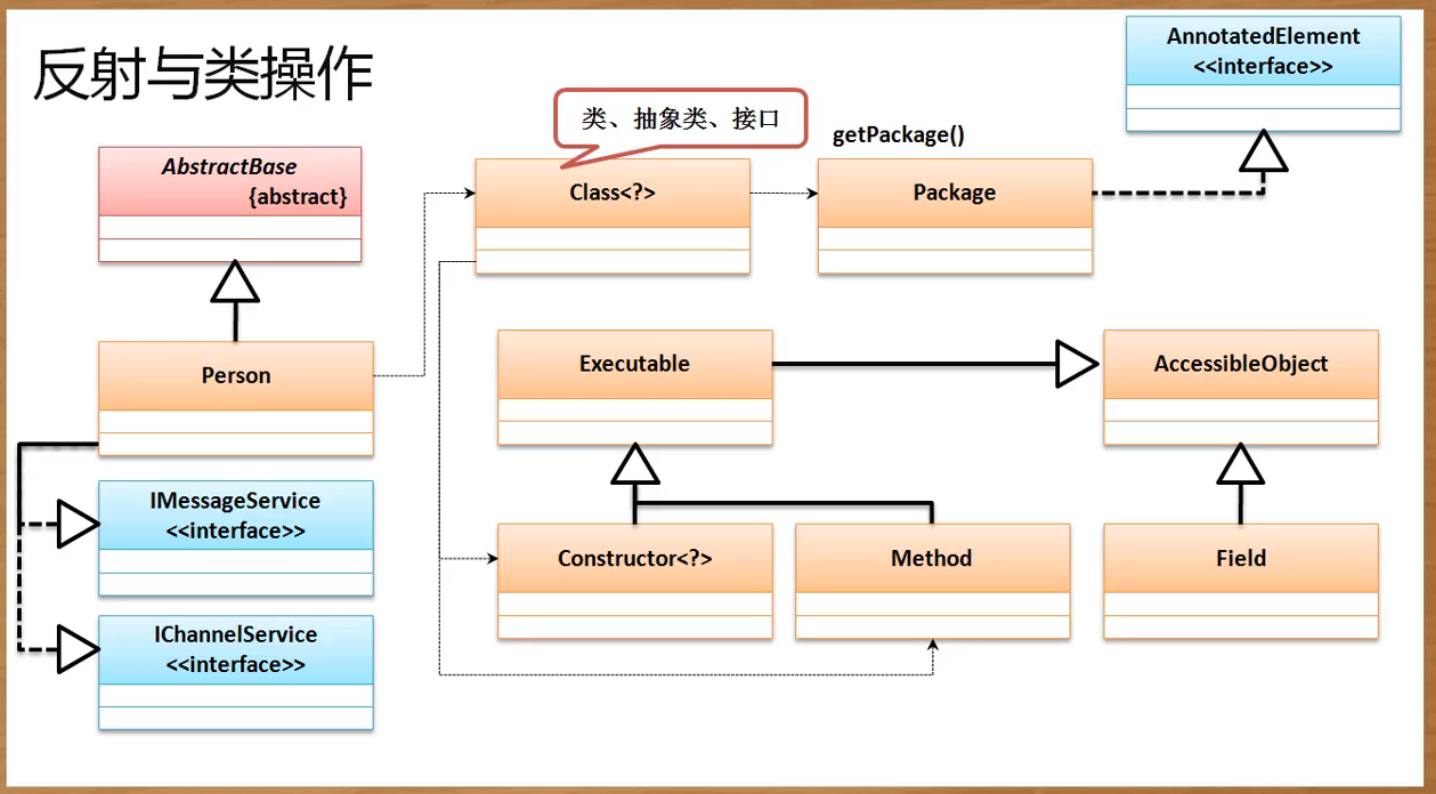 反射与类操作
AnnotatedElement
<<interface>>
类、抽象类、接口
getPackage()
AbstractBase
{abstract}
Class<?>
Package
Person
Executable
AccessibleObject
IMessageService
<<interface>>
Constructor<?>
Method
Field
IChannelService
<<interface>>